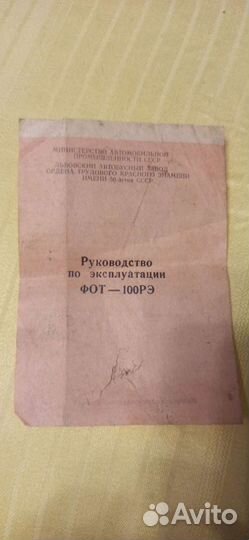 МИНИСТЕРСТВО АВТОМОБИЛЬНОЙ
ПРОМЫШЛЕННОСТИ СССР
ЛЬВОВСКИЙ АВТОБУСНЫЙ ЗАВОД
ОРДЕНА ТРУДОВОГО КРАСНОГО ЗНАМЕНИ
ИМЕНИ 50-летия СССР
Руководство
по эксплуатации
ФОТ—100РЭ
Avito